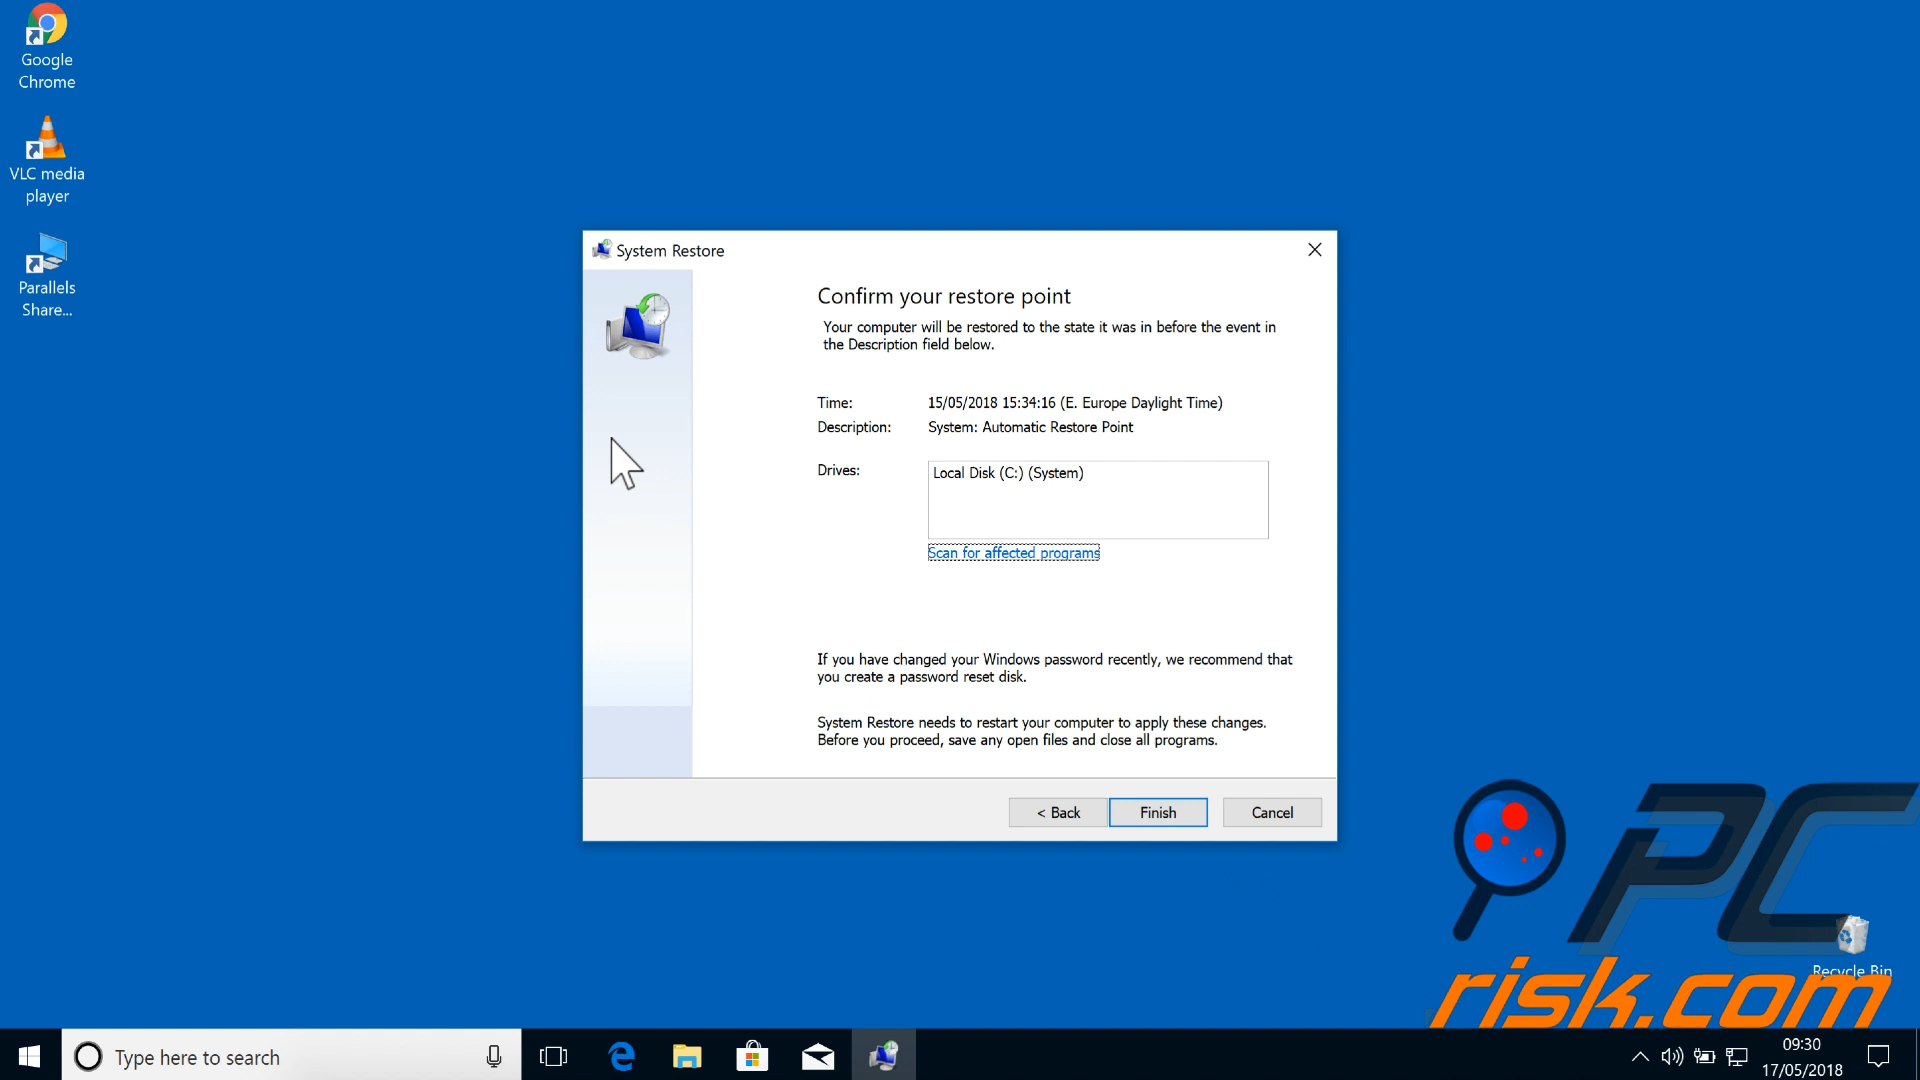 Google
Chrome
VLC media
player
Parallels
Share...
System Restore
Confirm your restore point
Your computer will be restored to the state it was in before the event in
the Description field below.
Time: 15/05/2018 15:34:16 (E. Europe Daylight Time)
Description: System: Automatic Restore Point
Drives: Local Disk (C:) (System)
Scan for affected programs
If you have changed your Windows password recently, we recommend that
you create a password reset disk.
System Restore needs to restart your computer to apply these changes.
Before you proceed, save any open files and close all programs.
< Back Finish Cancel
PC
Recycle Bin
risk.com
Type here to search
09:30
17/05/2018